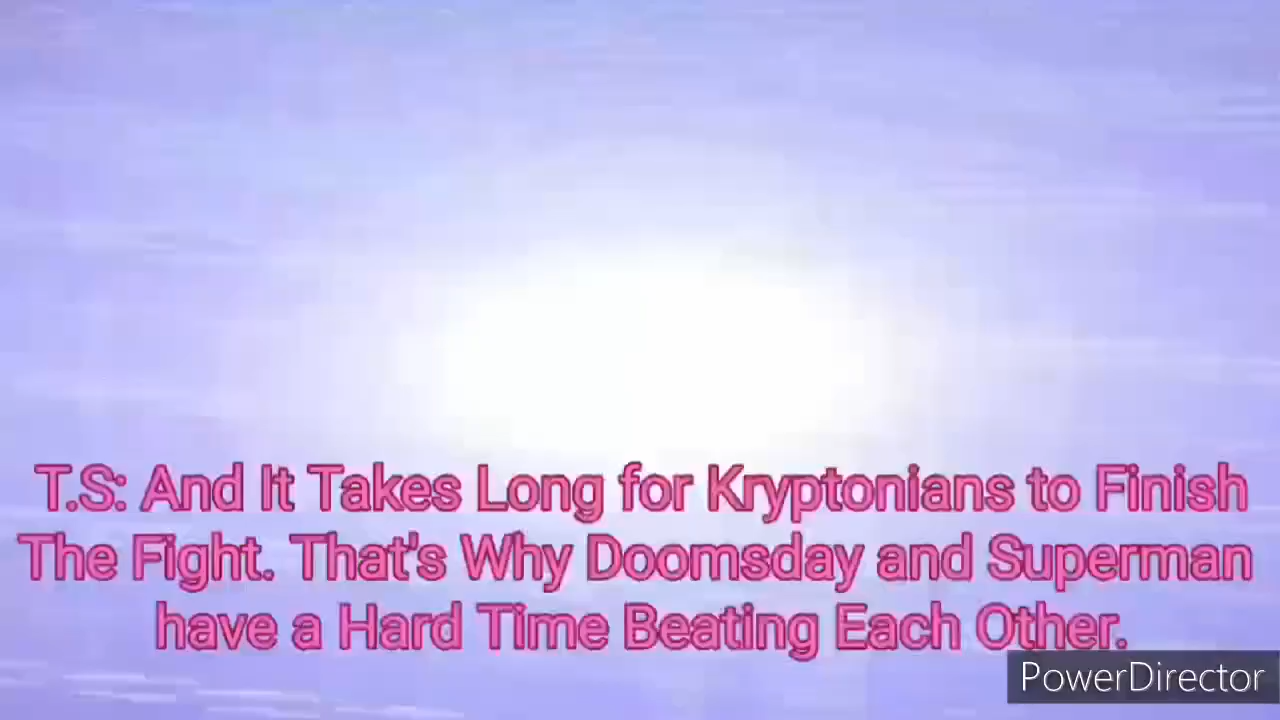 T.S: And It Takes Long for Kryptonians to Finish
The Fight. That's Why Doomsday and Superman
have a Hard Time Beating Each Other.
PowerDirector